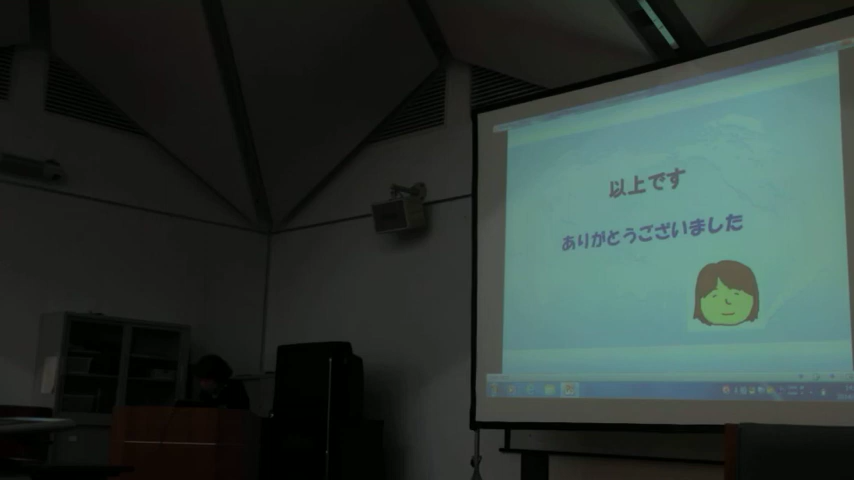 以上です
ありがとうございました